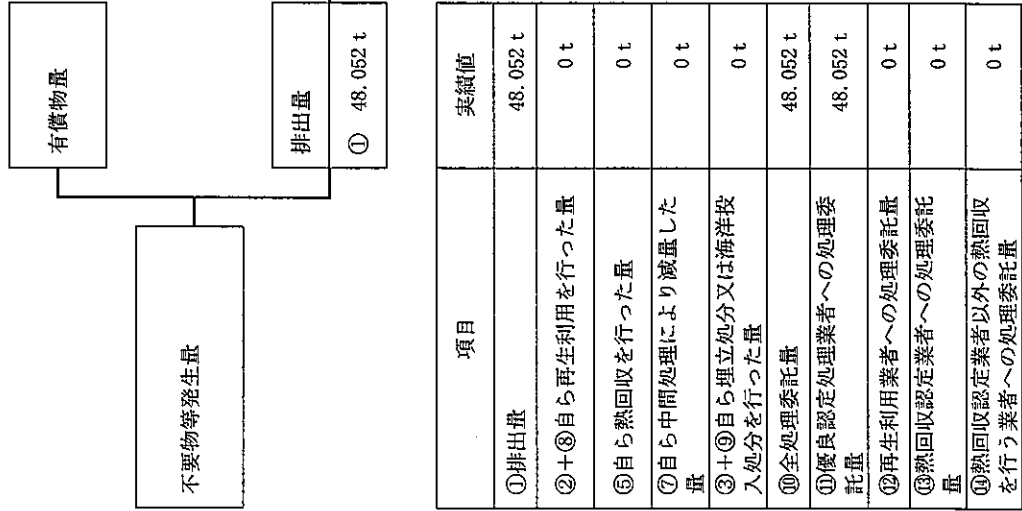 不要物等発生量
有償物量
排出量
① 48.052 t
項目 実績値
①排出量 48.052 t
②+⑧自ら再生利用を行った量 0 t
⑤自ら熱回収を行った量 0 t
⑦自ら中間処理により減量した
量 0 t
③+⑨自ら埋立処分又は海洋投
入処分を行った量 0 t
⑩全処理委託量 48.052 t
⑪優良認定処理業者への処理委
託量 48.052 t
⑫再生利用業者への処理委託量 0 t
⑬熱回収認定業者への処理委託
量 0 t
⑭熱回収認定業者以外の熱回収
を行う業者への処理委託量 0 t